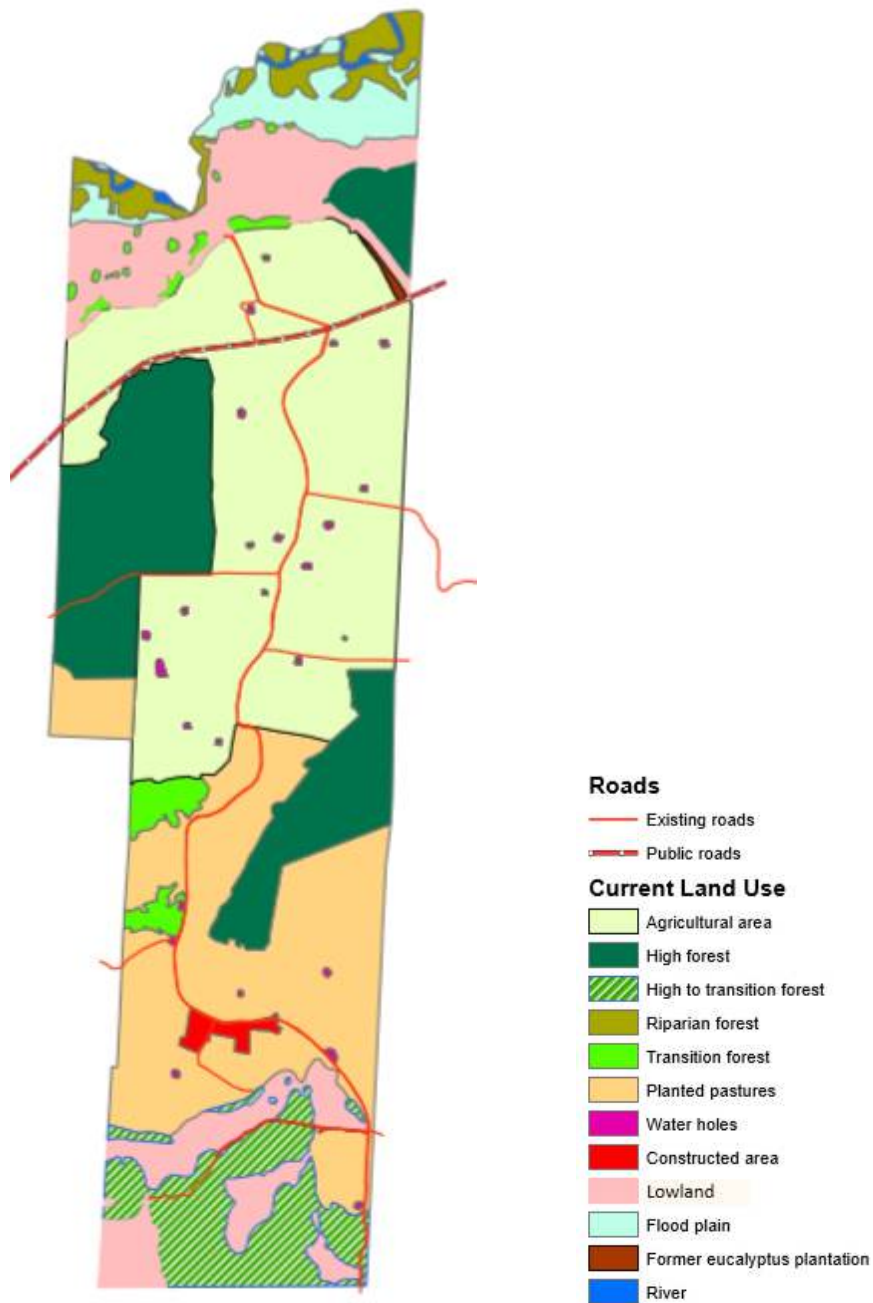 Roads
Existing roads
Public roads
Current Land Use
Agricultural area
High forest
High to transition forest
Riparian forest
Transition forest
Planted pastures
Water holes
Constructed area
Lowland
Flood plain
Former eucalyptus plantation
River